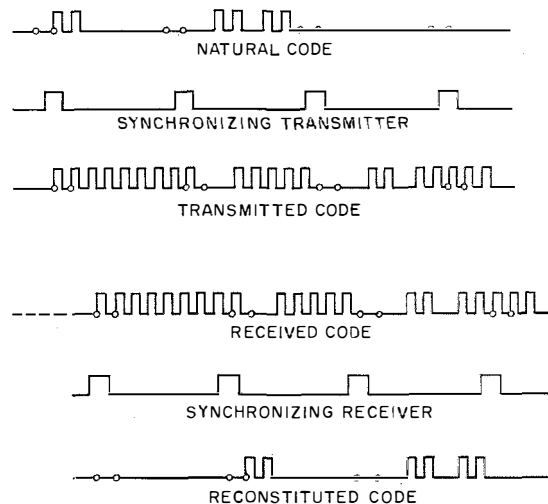 NATURAL CODE
SYNCHRONIZING TRANSMITTER
TRANSMITTED CODE
RECEIVED CODE
SYNCHRONIZING RECEIVER
RECONSTITUTED CODE